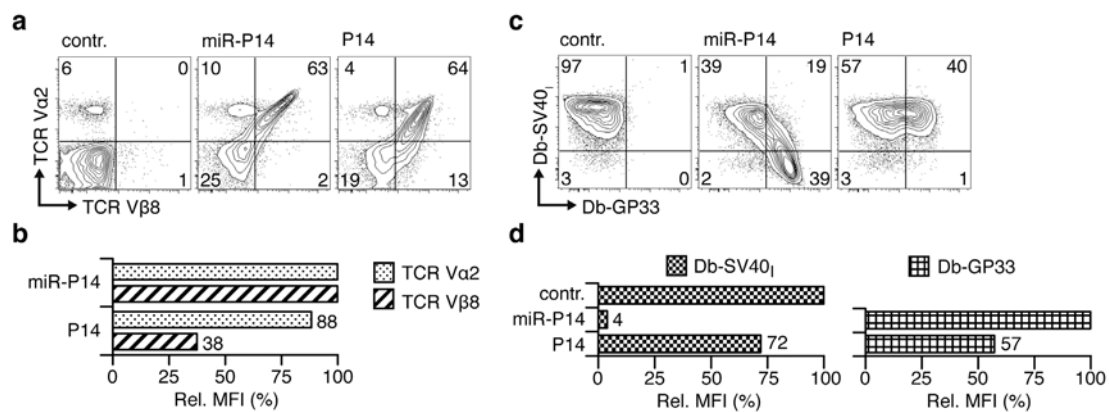 a
contr.
miR-P14
P14
6
0
10
63
4
64
1
25
2
19
13
TCR Vα2
TCR Vβ8
b
miR-P14
P14
88
38
0
25
50
75
100
Rel. MFI (%)
TCR Vα2
TCR Vβ8
c
contr.
miR-P14
P14
97
1
39
19
57
40
3
0
2
39
3
1
Db-SV40I
Db-GP33
d
Db-SV40I
Db-GP33
contr.
miR-P14
P14
4
72
57
0
25
50
75
100
Rel. MFI (%)
0
25
50
75
100
Rel. MFI (%)